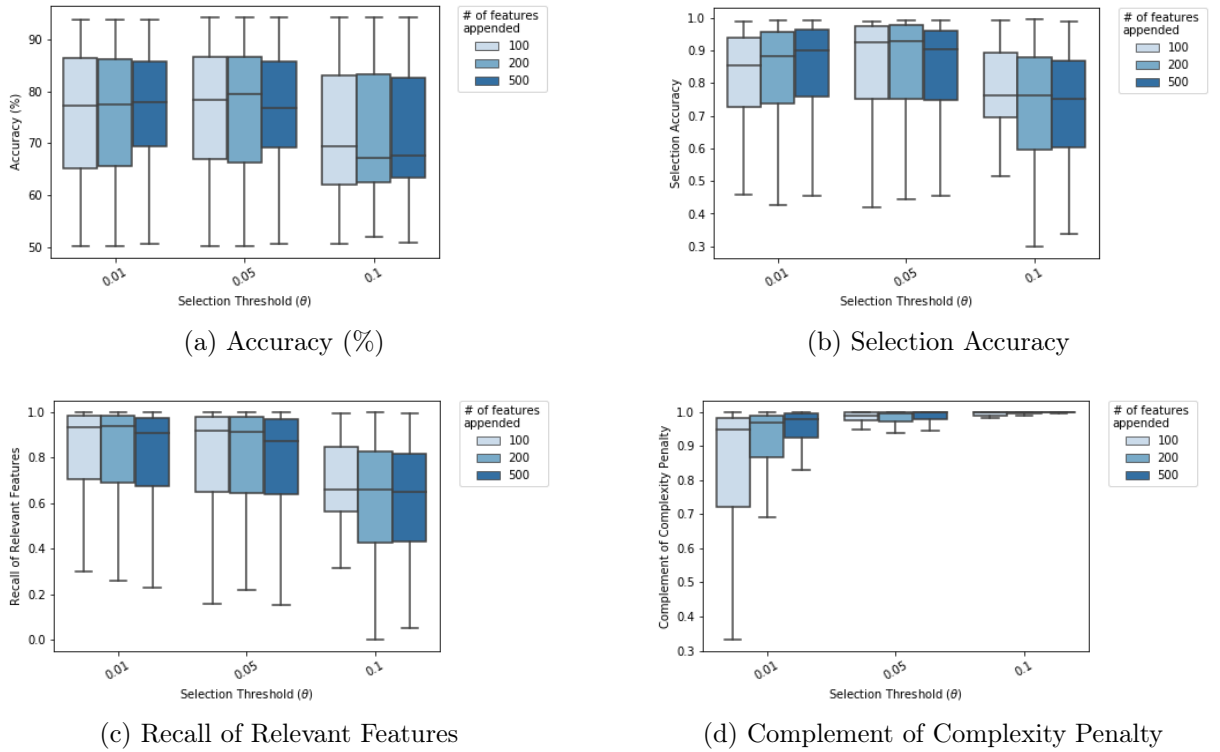 90
80
70
60
50
Accuracy (%)
0.01
0.05
0.1
Selection Threshold (θ)
# of features
appended
100
200
500
(a) Accuracy (%)
1.0
0.9
0.8
0.7
0.6
0.5
0.4
0.3
Selection Accuracy
0.01
0.05
0.1
Selection Threshold (θ)
# of features
appended
100
200
500
(b) Selection Accuracy
1.0
0.8
0.6
0.4
0.2
0.0
Recall of Relevant Features
0.01
0.05
0.1
Selection Threshold (θ)
# of features
appended
100
200
500
(c) Recall of Relevant Features
1.0
0.9
0.8
0.7
0.6
0.5
0.4
0.3
Complement of Complexity Penalty
0.01
0.05
0.1
Selection Threshold (θ)
# of features
appended
100
200
500
(d) Complement of Complexity Penalty